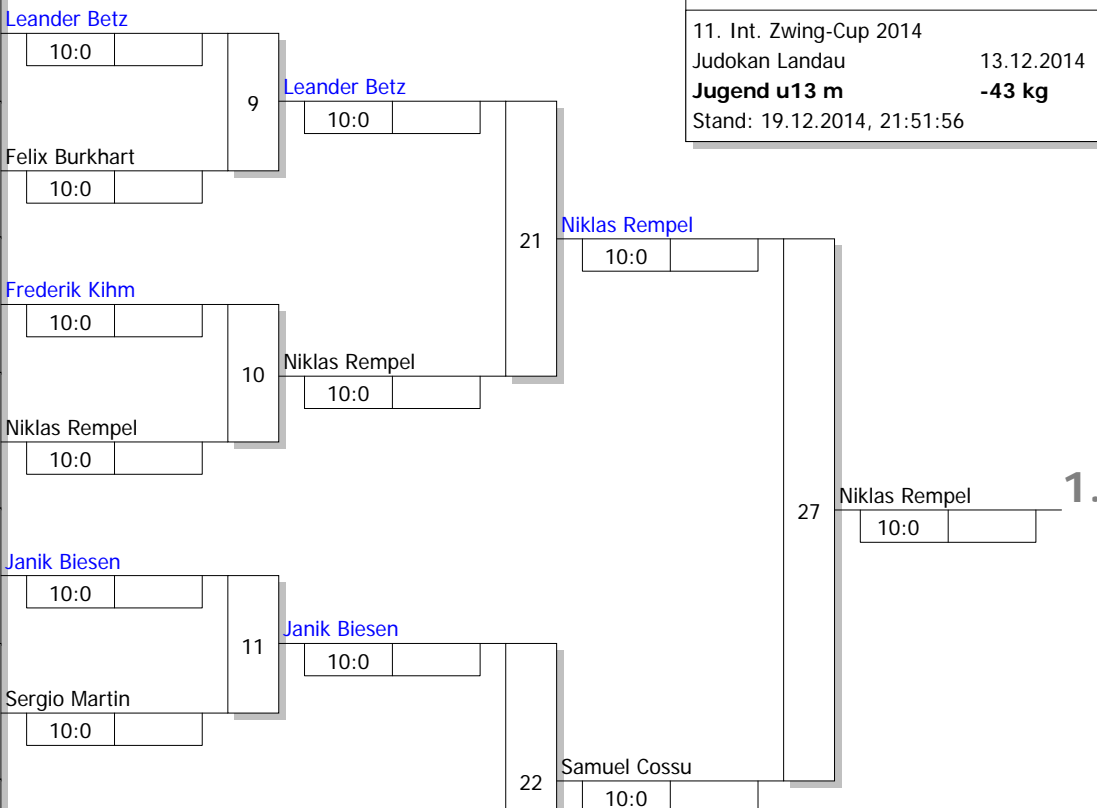 11. Int. Zwing-Cup 2014
Judokan Landau 13.12.2014
Jugend u13 m -43 kg
Stand: 19.12.2014, 21:51:56
Leander Betz
10:0
9
Leander Betz
10:0
Felix Burkhart
10:0
21
Niklas Rempel
10:0
Frederik Kihm
10:0
10
Niklas Rempel
10:0
Niklas Rempel
10:0
27
Niklas Rempel
1.
10:0
Janik Biesen
10:0
11
Janik Biesen
10:0
Sergio Martin
10:0
22
Samuel Cossu
10:0